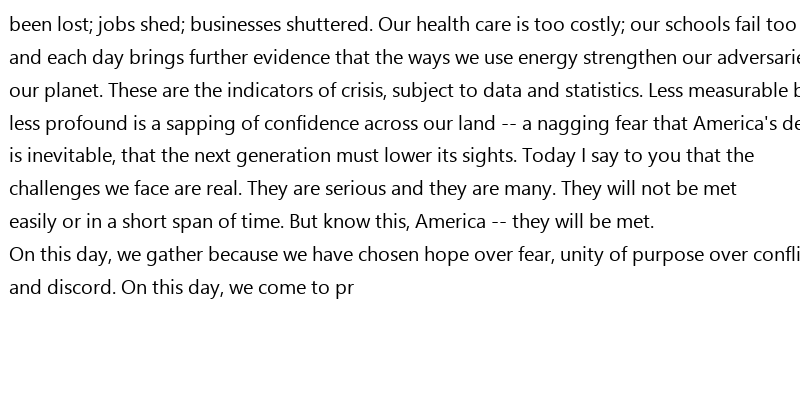 been lost; jobs shed; businesses shuttered. Our health care is too costly; our schools fail too
and each day brings further evidence that the ways we use energy strengthen our
our planet. These are the indicators of crisis, subject to data and statistics. Less measurable
less profound is a sapping of confidence across our land -- a nagging fear that America's
is inevitable, that the next generation must lower its sights. Today I say to you that the
challenges we face are real. They are serious and they are many. They will not be met
easily or in a short span of time. But know this, America -- they will be met.
On this day, we gather because we have chosen hope over fear, unity of purpose over
and discord. On this day, we come to pr